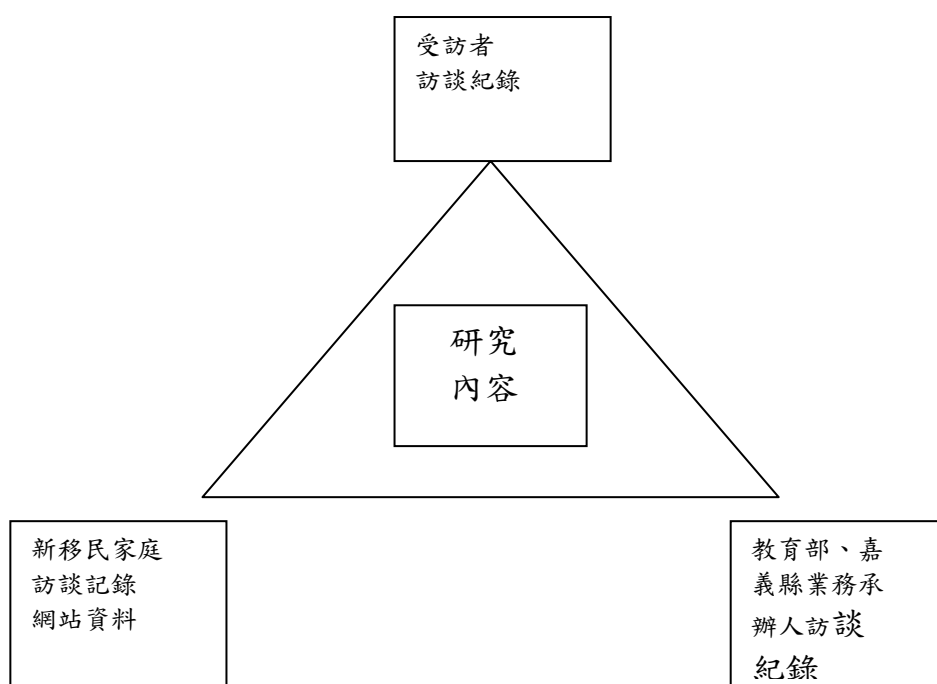 受訪者
訪談紀錄
研究
內容
新移民家庭
訪談記錄
網站資料
教育部、嘉
義縣業務承
辦人訪談
紀錄